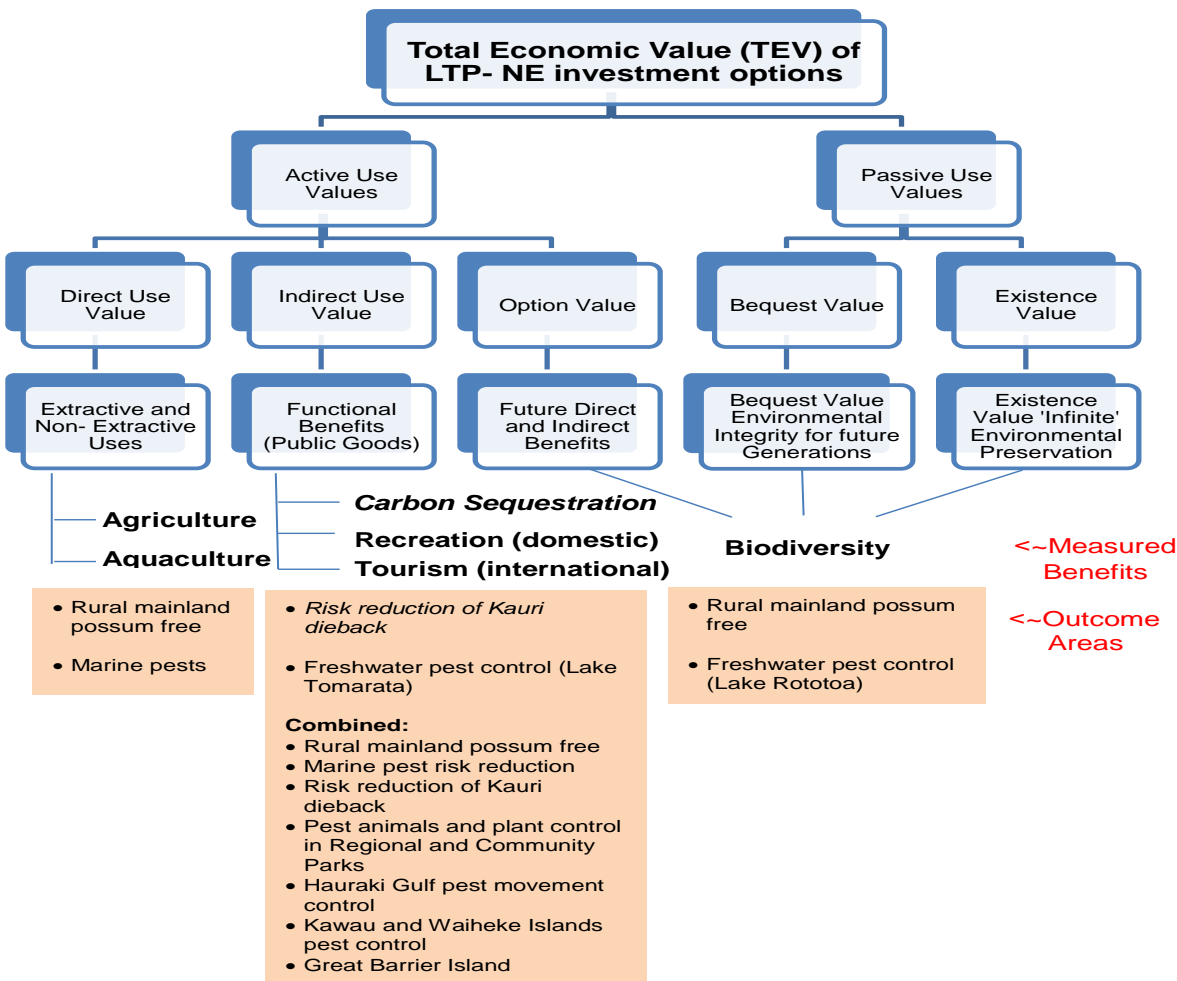 Total Economic Value (TEV) of
LTP- NE investment options
Active Use
Values
Passive Use
Values
Direct Use
Value
Indirect Use
Value
Option Value
Bequest Value
Existence
Value
Extractive and
Non- Extractive
Uses
Functional
Benefits
(Public Goods)
Future Direct
and Indirect
Benefits
Bequest Value
Environmental
Integrity for future
Generations
Existence
Value 'Infinite'
Environmental
Preservation
Agriculture
Aquaculture
Carbon Sequestration
Recreation (domestic)
Tourism (international)
Biodiversity
<~Measured
Benefits
<~Outcome
Areas
• Rural mainland
possum free
• Marine pests
• Risk reduction of Kauri
dieback
• Freshwater pest control (Lake
Tomarata)
Combined:
• Rural mainland possum free
• Marine pest risk reduction
• Risk reduction of Kauri
dieback
• Pest animals and plant control
in Regional and Community
Parks
• Hauraki Gulf pest movement
control
• Kawau and Waiheke Islands
pest control
• Great Barrier Island
• Rural mainland possum
free
• Freshwater pest control
(Lake Rototoa)